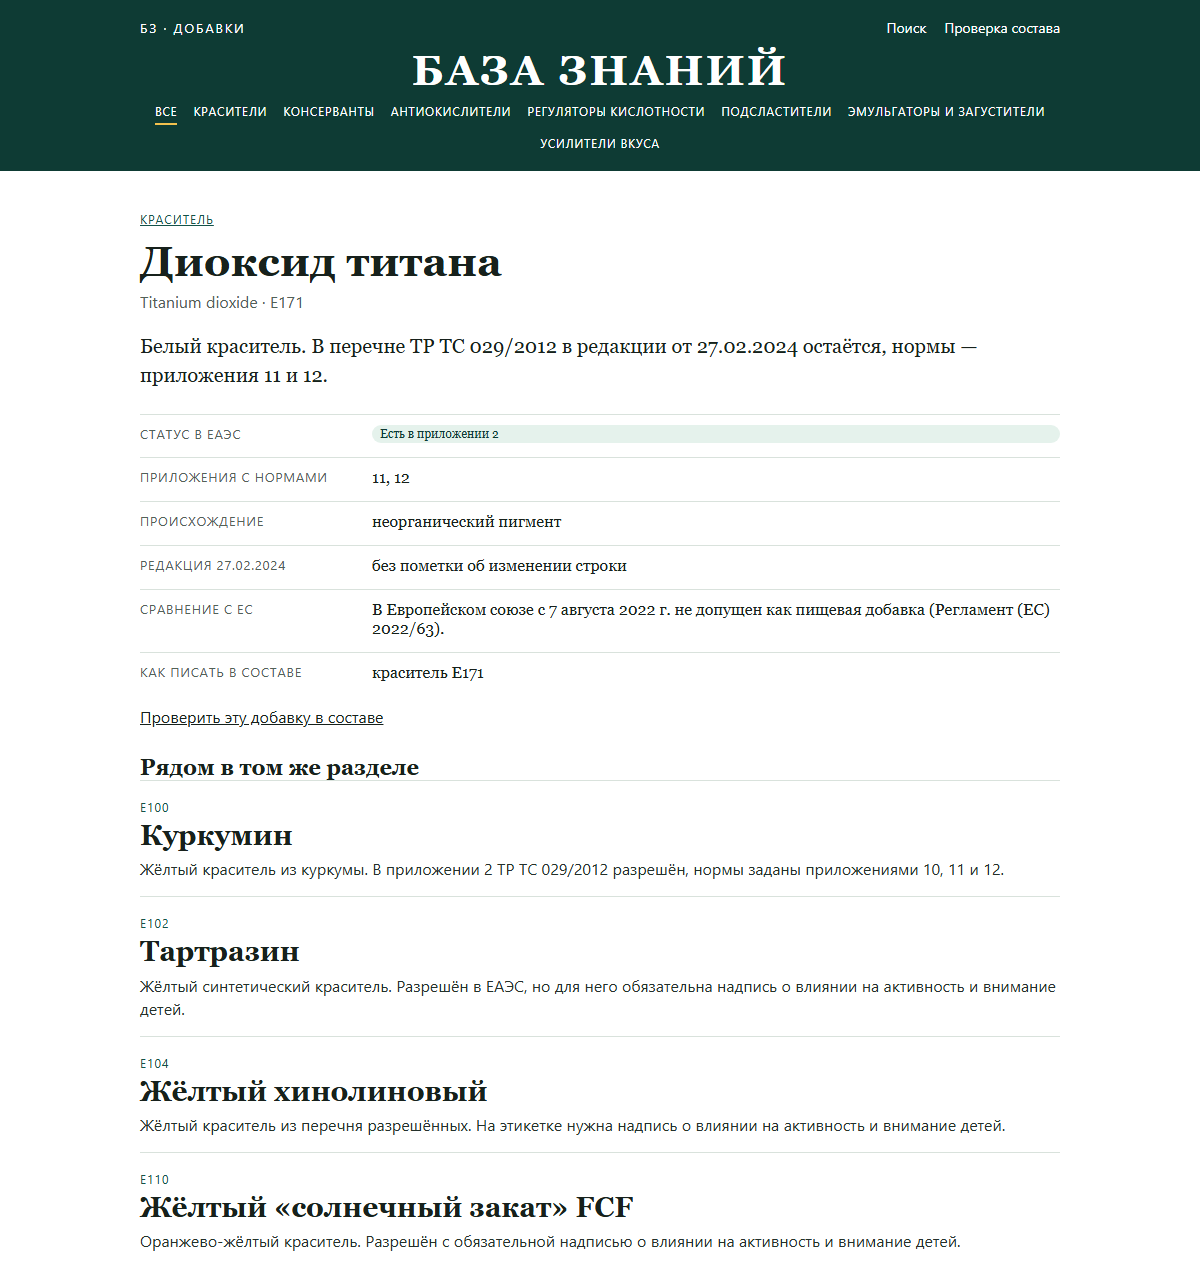 БЗ · ДОБАВКИ
Поиск Проверка состава
БАЗА ЗНАНИЙ
ВСЕ КРАСИТЕЛИ КОНСЕРВАНТЫ АНТИОКИСЛИТЕЛИ РЕГУЛЯТОРЫ КИСЛОТНОСТИ ПОДСЛАСТИТЕЛИ ЭМУЛЬГАТОРЫ И ЗАГУСТИТЕЛИ
УСИЛИТЕЛИ ВКУСА
КРАСИТЕЛЬ
Диоксид титана
Titanium dioxide · E171
Белый краситель. В перечне ТР ТС 029/2012 в редакции от 27.02.2024 остаётся, нормы —
приложения 11 и 12.
СТАТУС В ЕАЭС Есть в приложении 2
ПРИЛОЖЕНИЯ С НОРМАМИ 11, 12
ПРОИСХОЖДЕНИЕ неорганический пигмент
РЕДАКЦИЯ 27.02.2024 без пометки об изменении строки
СРАВНЕНИЕ С ЕС В Европейском союзе с 7 августа 2022 г. не допущен как пищевая добавка (Регламент (ЕС)
2022/63).
КАК ПИСАТЬ В СОСТАВЕ краситель Е171
Проверить эту добавку в составе
Рядом в том же разделе
E100
Куркумин
Жёлтый краситель из куркумы. В приложении 2 ТР ТС 029/2012 разрешён, нормы заданы приложениями 10, 11 и 12.
E102
Тартразин
Жёлтый синтетический краситель. Разрешён в ЕАЭС, но для него обязательна надпись о влиянии на активность и внимание
детей.
E104
Жёлтый хинолиновый
Жёлтый краситель из перечня разрешённых. На этикетке нужна надпись о влиянии на активность и внимание детей.
E110
Жёлтый «солнечный закат» FCF
Оранжево-жёлтый краситель. Разрешён с обязательной надписью о влиянии на активность и внимание детей.